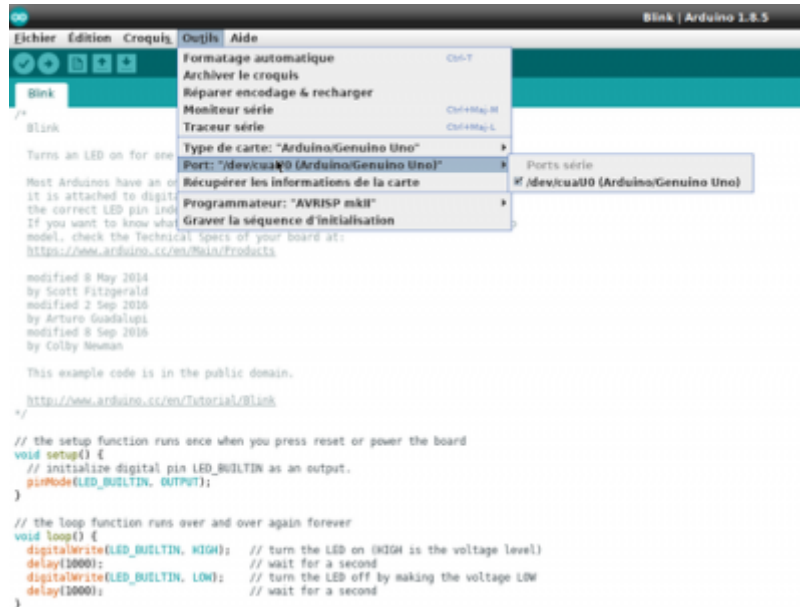 Blink | Arduino 1.8.5
Fichier Édition Croquis Outils Aide
Formatage automatique Ctrl-T
Archiver le croquis
Réparer encodage & recharger
Moniteur série Ctrl+Maj-M
Traceur série Ctrl+Maj-L
Type de carte: "Arduino/Genuino Uno"
Port: "/dev/cuaU0 (Arduino/Genuino Uno)"
Récupérer les informations de la carte
Programmateur: "AVRISP mkII"
Graver la séquence d'initialisation
Ports série
/dev/cuaU0 (Arduino/Genuino Uno)
Blink
/*
Blink
Turns an LED on for one
Most Arduinos have an
it is attached to
the correct LED pin
If you want to know
model, check the Technical Specs of your board at:
https://www.arduino.cc/en/Main/Products
modified 8 May 2014
by Scott Fitzgerald
modified 2 Sep 2016
by Arturo Guadalupi
modified 8 Sep 2016
by Colby Newman
This example code is in the public domain.
http://www.arduino.cc/en/Tutorial/Blink
*/
// the setup function runs once when you press reset or power the board
void setup() {
// initialize digital pin LED_BUILTIN as an output.
pinMode(LED_BUILTIN, OUTPUT);
}
// the loop function runs over and over again forever
void loop() {
digitalWrite(LED_BUILTIN, HIGH); // turn the LED on (HIGH is the voltage level)
delay(1000); // wait for a second
digitalWrite(LED_BUILTIN, LOW); // turn the LED off by making the voltage LOW
delay(1000); // wait for a second
}